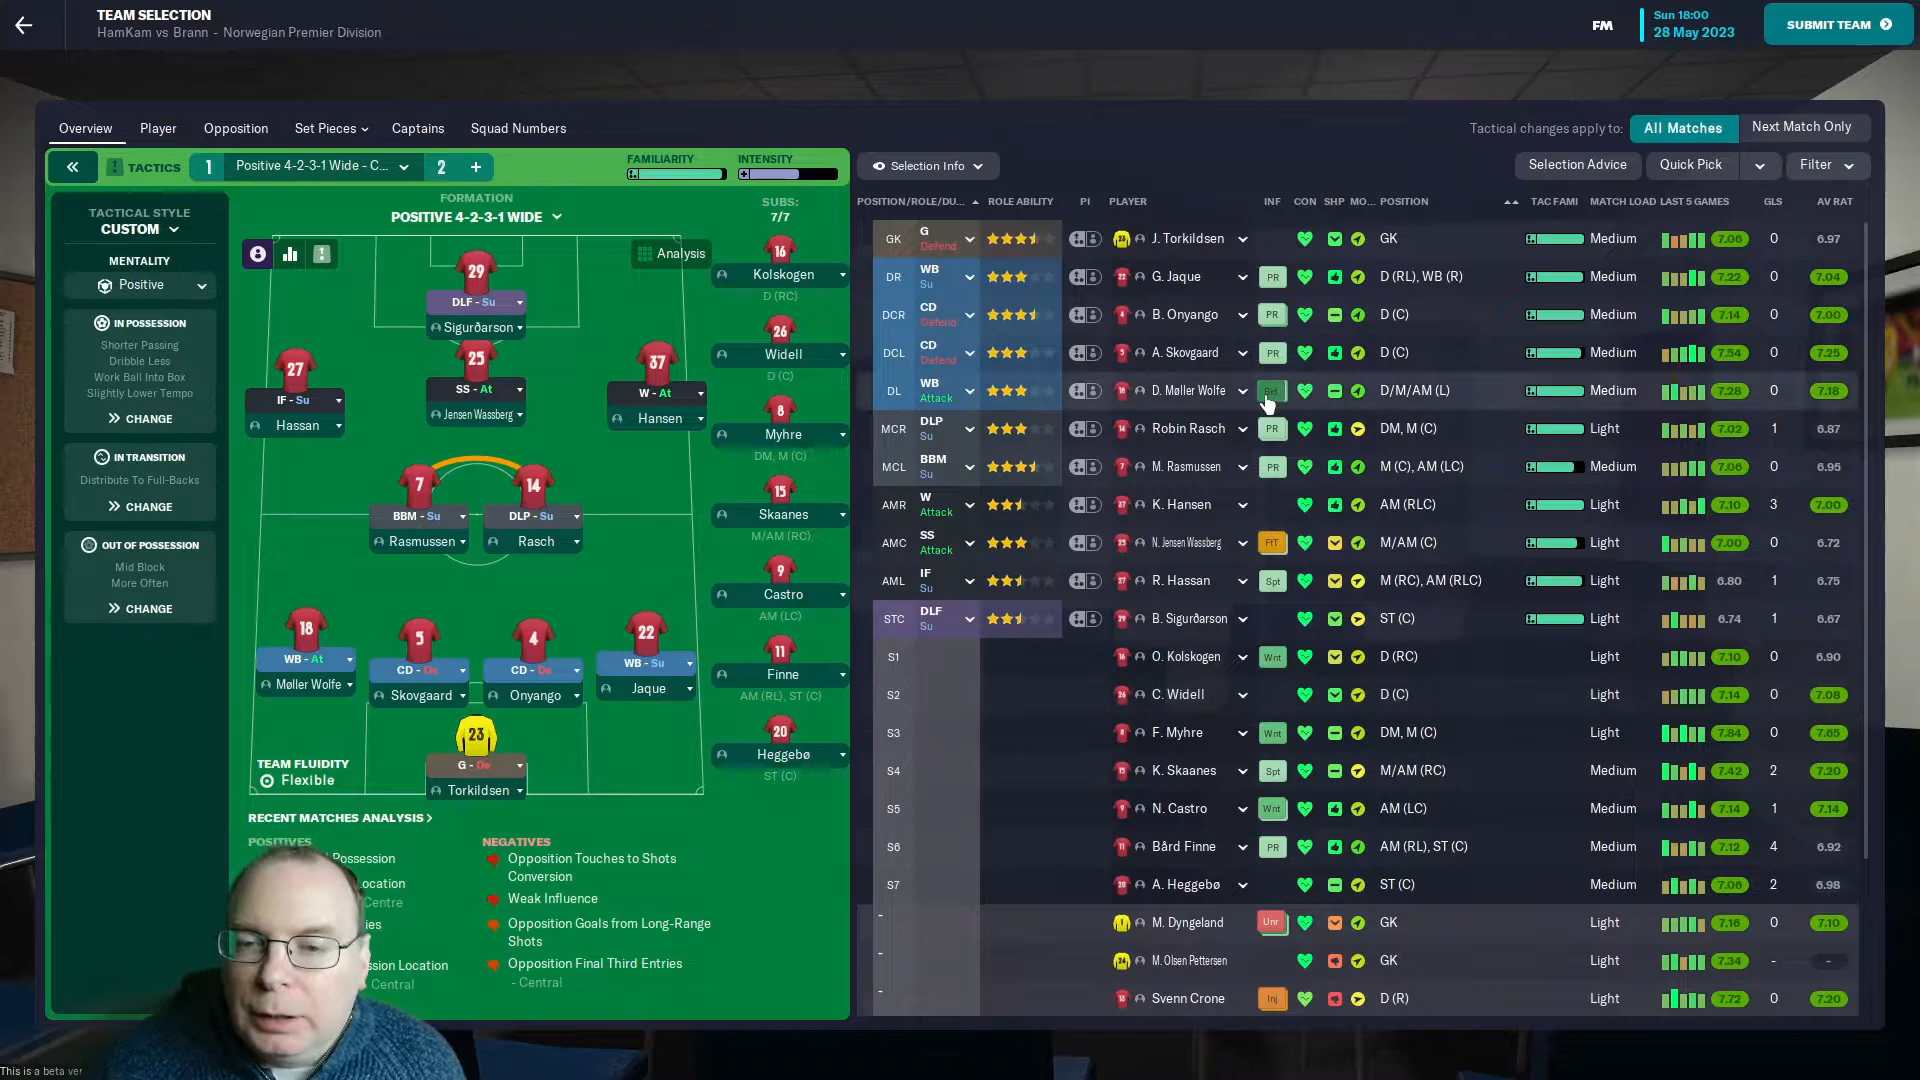 TEAM SELECTION
HamKam vs Brann - Norwegian Premier Division
FM
Sun 18:00
28 May 2023
SUBMIT TEAM
Overview
Player
Opposition
Set Pieces
Captains
Squad Numbers
Tactical changes apply to:
All Matches
Next Match Only
TACTICS
1
Positive 4-2-3-1 Wide - C...
2
+
FAMILIARITY
INTENSITY
Selection Info
Selection Advice
Quick Pick
Filter
TACTICAL STYLE
CUSTOM
MENTALITY
Positive
IN POSSESSION
Shorter Passing
Dribble Less
Work Ball Into Box
Slightly Lower Tempo
CHANGE
IN TRANSITION
Distribute To Full-Backs
CHANGE
OUT OF POSSESSION
Mid Block
More Often
CHANGE
FORMATION
POSITIVE 4-2-3-1 WIDE
SUBS:
7/7
Analysis
29
DLF - Su
Sigurðarson
27
IF - Su
Hassan
25
SS - At
Jensen Wassberg
37
W - At
Hansen
7
BBM - Su
Rasmussen
14
DLP - Su
Rasch
18
WB - At
Møller Wolfe
5
CD - De
Skovgaard
4
CD - De
Onyango
22
WB - Su
Jaque
23
G - De
Torkildsen
TEAM FLUIDITY
Flexible
16
Kolskogen
D (RC)
26
Widell
D (C)
8
Myhre
DM, M (C)
15
Skaanes
M/AM (RC)
9
Castro
AM (LC)
11
Finne
AM (RL), ST (C)
20
Heggebø
ST (C)
RECENT MATCHES ANALYSIS >
POSITIVES
Possession
ocation
Centre
ies
ssion Location
Central
NEGATIVES
Opposition Touches to Shots
Conversion
Weak Influence
Opposition Goals from Long-Range
Shots
Opposition Final Third Entries
- Central
POSITION/ROLE/DU... ROLE ABILITY PI PLAYER INF CON SHP MO... POSITION TAC FAMI MATCH LOAD LAST 5 GAMES GLS AV RAT
GK G Defend J. Torkildsen GK Medium 7.06 0 6.97
DR WB Su G. Jaque PR D (RL), WB (R) Medium 7.22 0 7.04
DCR CD Defend B. Onyango PR D (C) Medium 7.14 0 7.00
DCL CD Defend A. Skovgaard PR D (C) Medium 7.54 0 7.25
DL WB Attack D. Møller Wolfe Bid D/M/AM (L) Medium 7.28 0 7.18
MCR DLP Su Robin Rasch PR DM, M (C) Light 7.02 1 6.87
MCL BBM Su M. Rasmussen PR M (C), AM (LC) Medium 7.06 0 6.95
AMR W Attack K. Hansen AM (RLC) Light 7.10 3 7.00
AMC SS Attack N. Jensen Wassberg FtT M/AM (C) Light 7.00 0 6.72
AML IF Su R. Hassan Spt M (RC), AM (RLC) Light 6.80 1 6.75
STC DLF Su B. Sigurðarson ST (C) Light 6.74 1 6.67
S1 O. Kolskogen Wnt D (RC) Light 7.10 0 6.90
S2 C. Widell D (C) Light 7.14 0 7.08
S3 F. Myhre Wnt DM, M (C) Light 7.84 0 7.65
S4 K. Skaanes Spt M/AM (RC) Medium 7.42 2 7.20
S5 N. Castro Wnt AM (LC) Medium 7.14 1 7.14
S6 Bård Finne PR AM (RL), ST (C) Medium 7.12 4 6.92
S7 A. Heggebø ST (C) Medium 7.06 2 6.98
- M. Dyngeland Unr GK Light 7.16 0 7.10
- M. Olsen Pettersen GK Light 7.34 - -
- Svenn Crone Inj D (R) Light 7.72 0 7.20
This is a beta ver